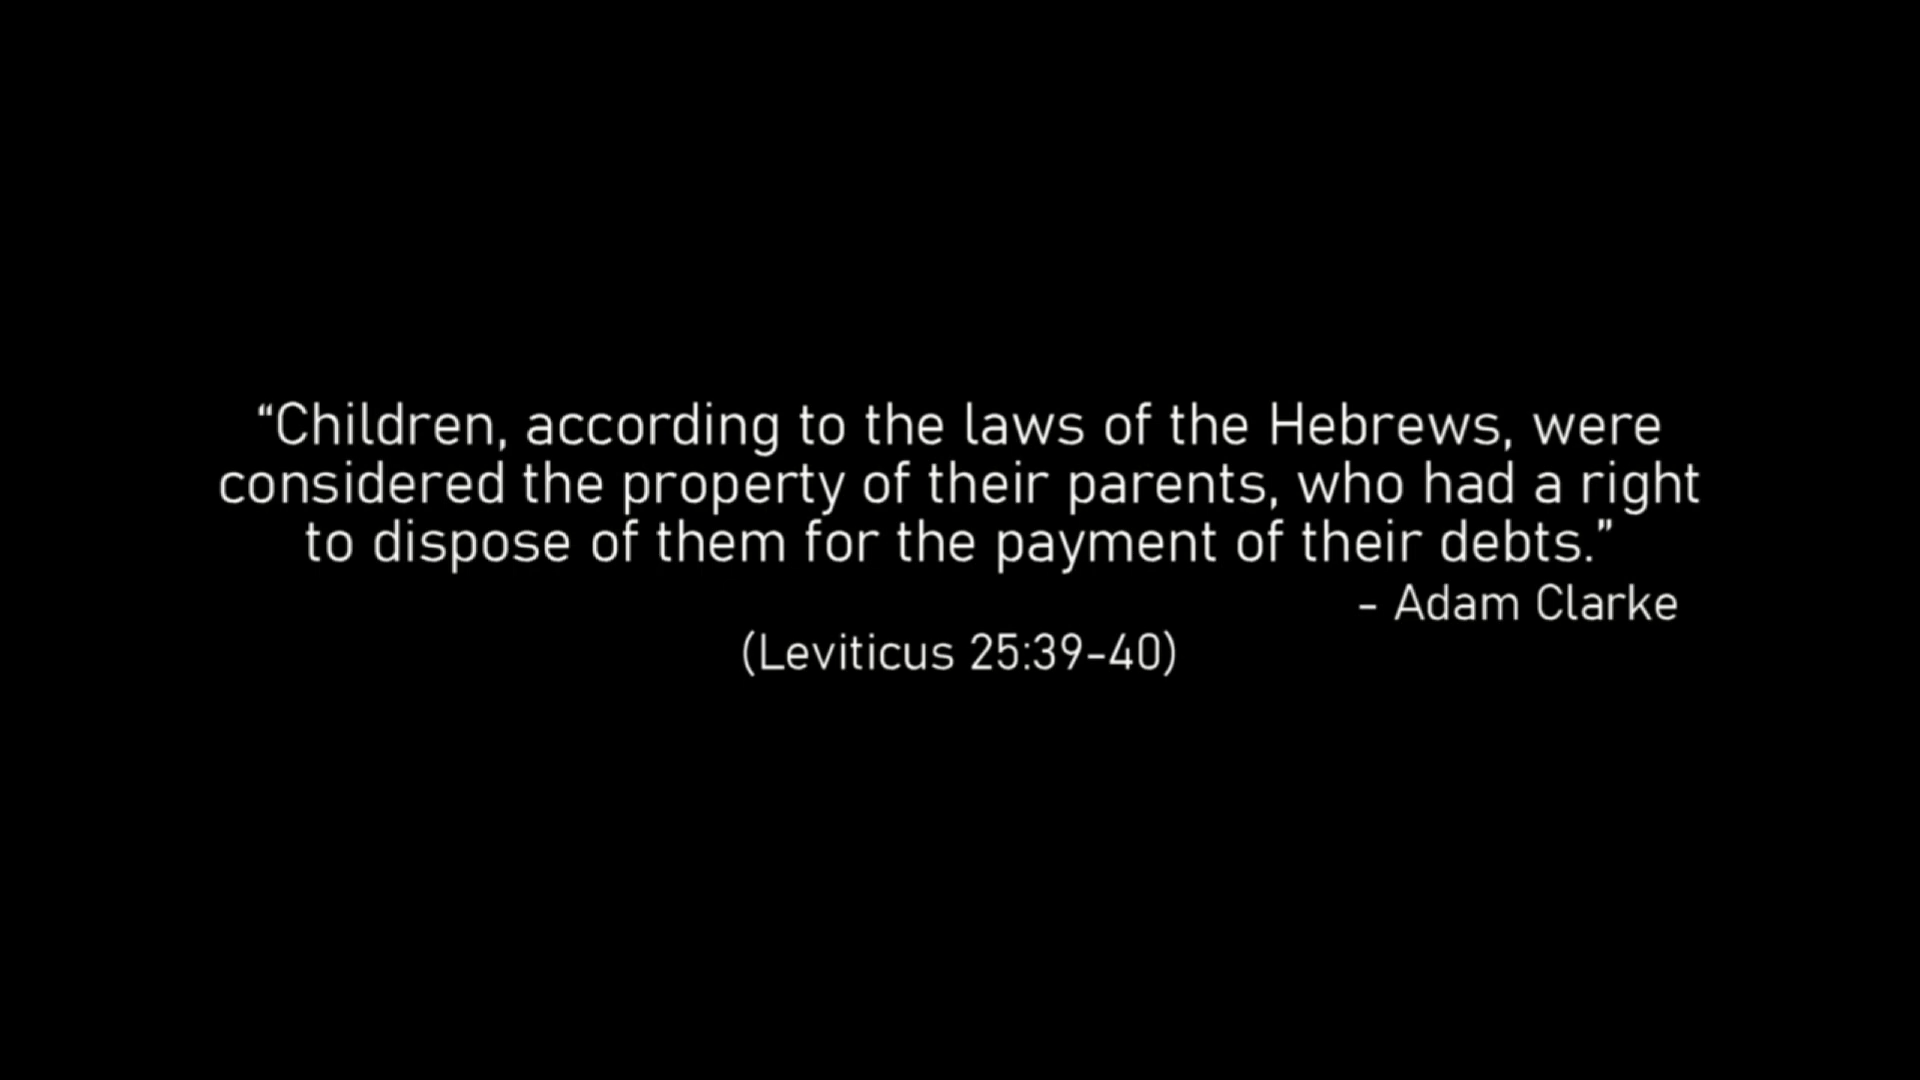 “Children, according to the laws of the Hebrews, were
considered the property of their parents, who had a right
to dispose of them for the payment of their debts.”
- Adam Clarke
(Leviticus 25:39-40)